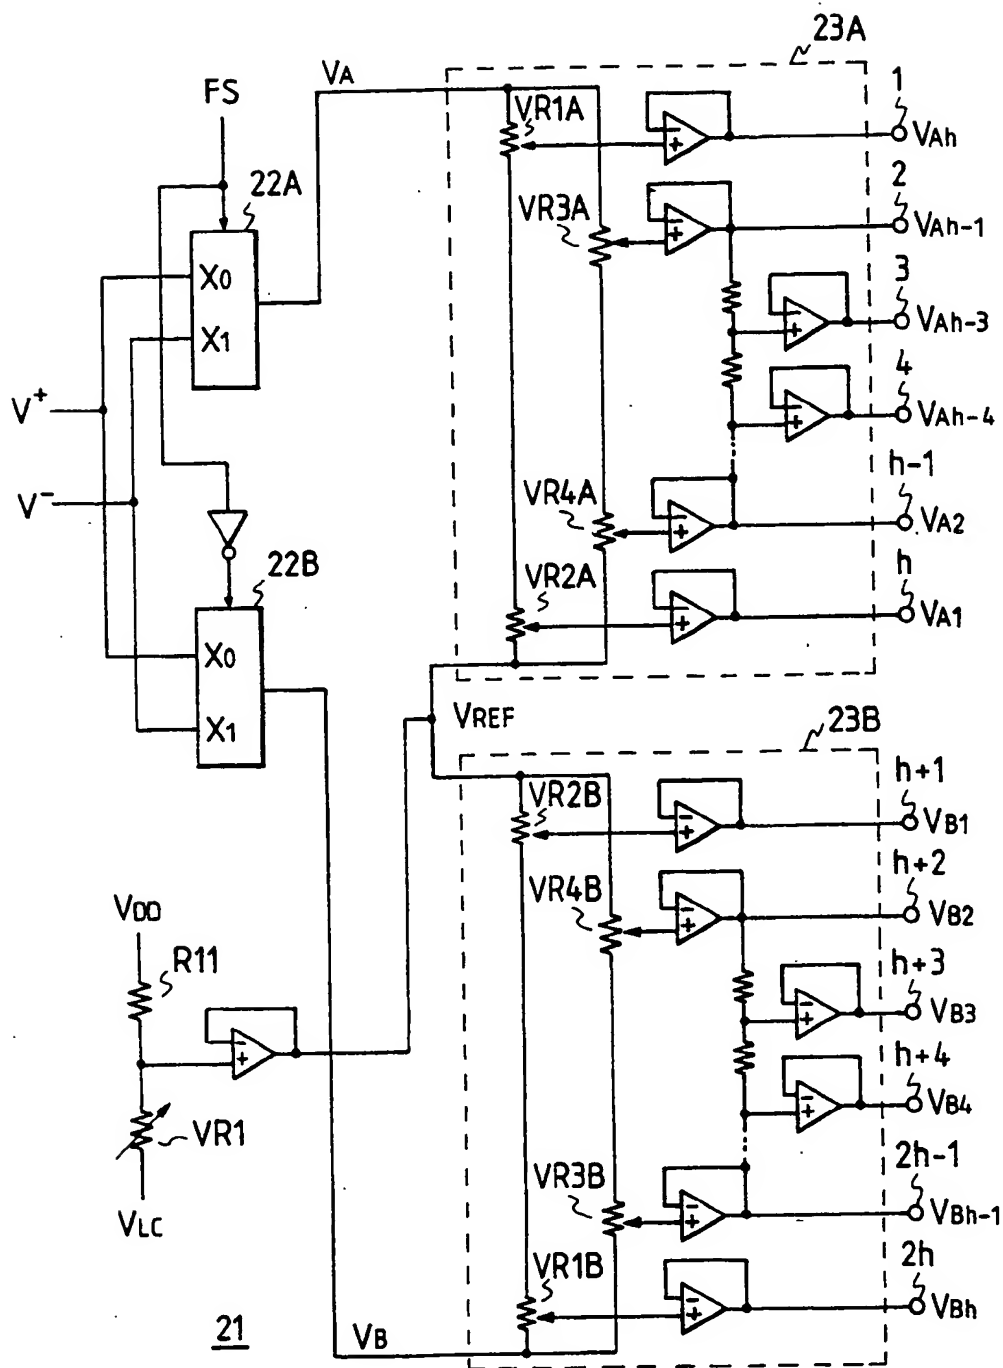 23A
VA
FS
VR1A
1
VAh
22A
2
X0
VR3A
VAh-1
3
X1
VAh-3
V+
4
VAh-4
V-
VR4A
h-1
VA2
22B
VR2A
h
VA1
X0
X1
VREF
23B
h+1
VR2B
VB1
h+2
VR4B
VB2
VDD
R11
h+3
VB3
h+4
VB4
VR1
VR3B
2h-1
VBh-1
VLC
VR1B
2h
VBh
21
VB
- +
- +
- +
- +
- +
- +
- +
- +
- +
- +
- +
- +
- +